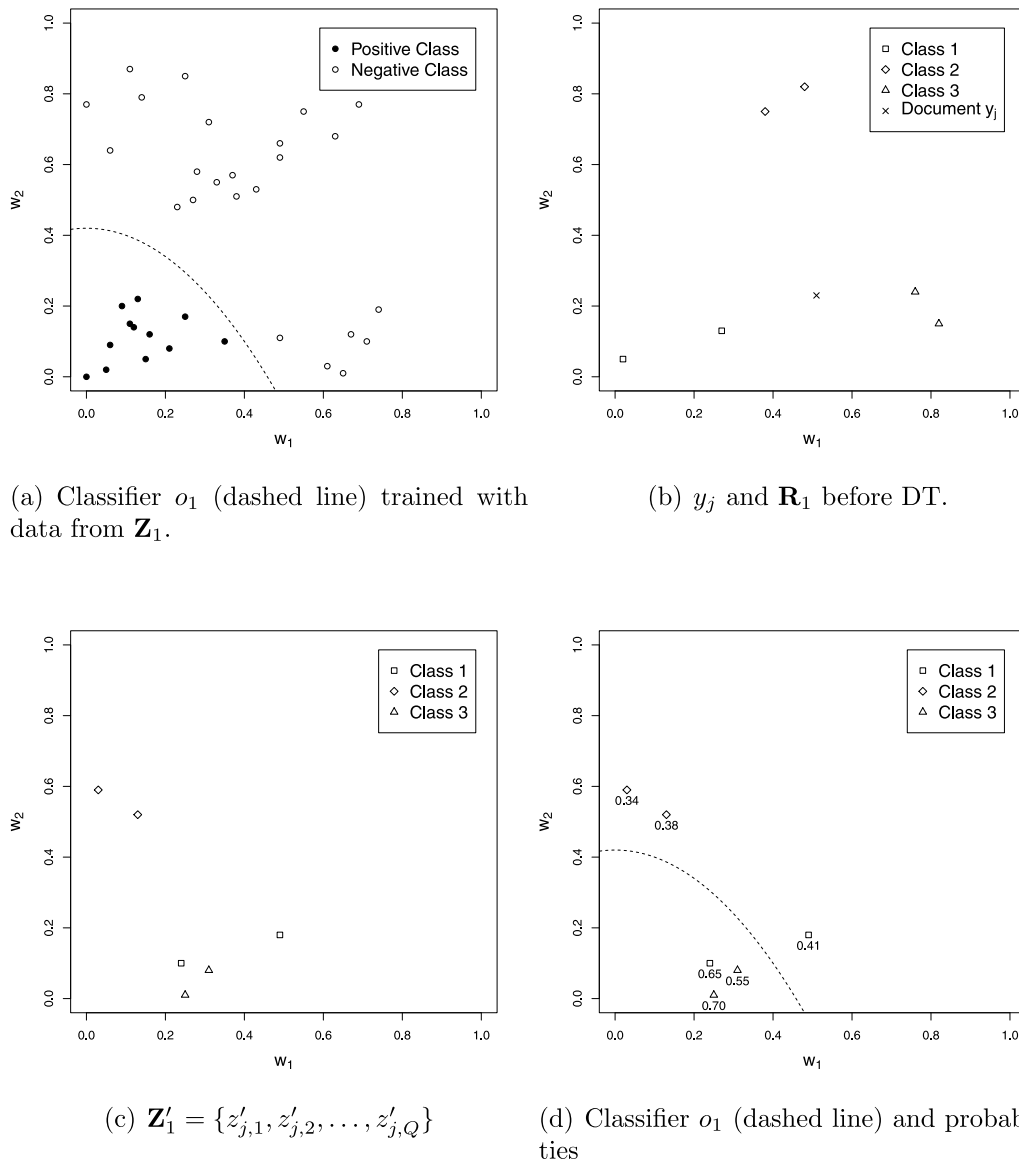 Positive Class
Negative Class
w2
0.0 0.2 0.4 0.6 0.8 1.0
0.0 0.2 0.4 0.6 0.8 1.0
w1
(a) Classifier o1 (dashed line) trained with
data from Z1.
Class 1
Class 2
Class 3
Document yj
w2
0.0 0.2 0.4 0.6 0.8 1.0
0.0 0.2 0.4 0.6 0.8 1.0
w1
(b) yj and R1 before DT.
Class 1
Class 2
Class 3
w2
0.0 0.2 0.4 0.6 0.8 1.0
0.0 0.2 0.4 0.6 0.8 1.0
w1
(c) Z′1 = {z′j,1, z′j,2, . . . , z′j,Q}
Class 1
Class 2
Class 3
w2
0.0 0.2 0.4 0.6 0.8 1.0
0.34
0.38
0.41
0.65
0.55
0.70
0.0 0.2 0.4 0.6 0.8 1.0
w1
(d) Classifier o1 (dashed line) and probab
ties